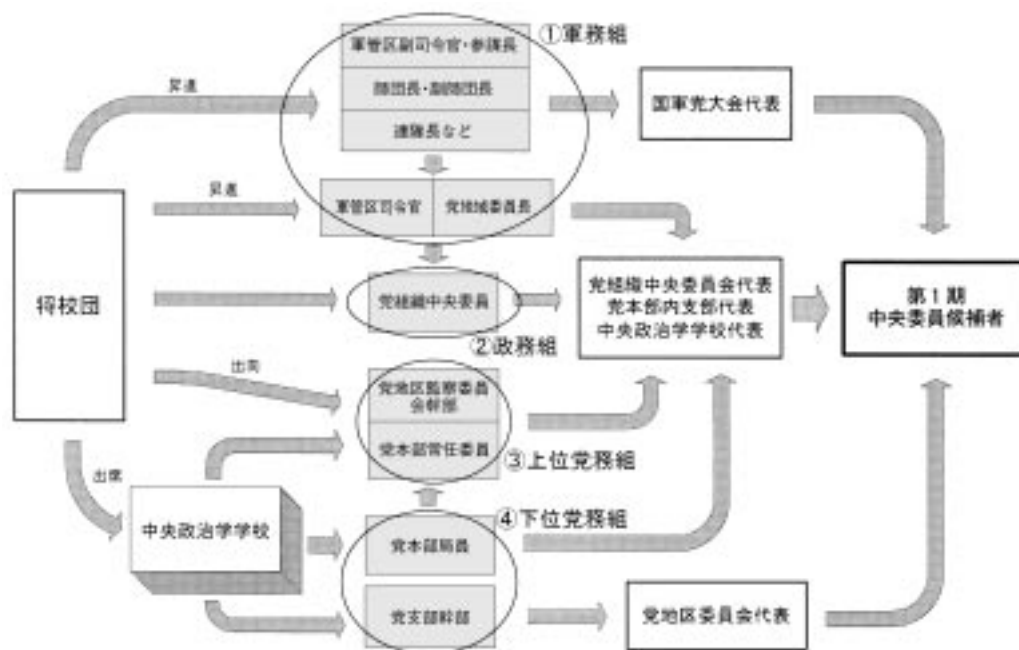 ①軍務組
軍管区副司令官・参謀長
師団長・副師団長
連隊長など
昇進
国軍党大会代表
昇進
軍管区司令官
党地域委員長
将校団
党組織中央委員
②政務組
党組織中央委員会代表
党本部内支部代表
中央政治学学校代表
第1期
中央委員候補者
出向
党地区監察委員
会幹部
党本部常任委員
③上位党務組
出席
中央政治学学校
④下位党務組
党本部局員
党支部幹部
党地区委員会代表